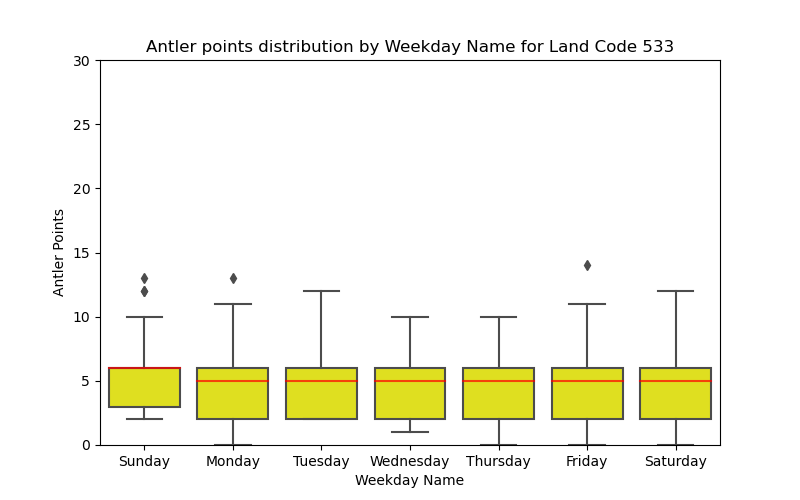 Antler points distribution by Weekday Name for Land Code 533
30
25
20
15
10
5
0
Antler Points
Sunday Monday Tuesday Wednesday Thursday Friday Saturday
Weekday Name